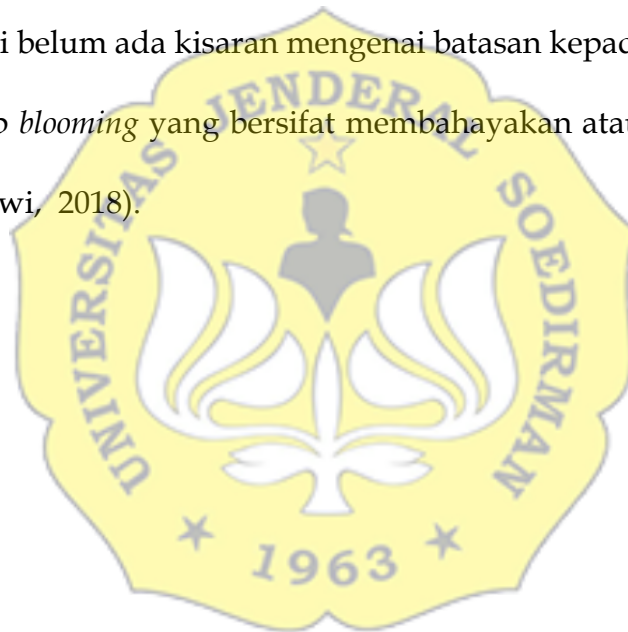 i belum ada kisaran mengenai batasan kepad
o blooming yang bersifat membahayakan atau
wi, 2018).
UNIVERSITAS JENDERAL SOEDIRMAN
1963